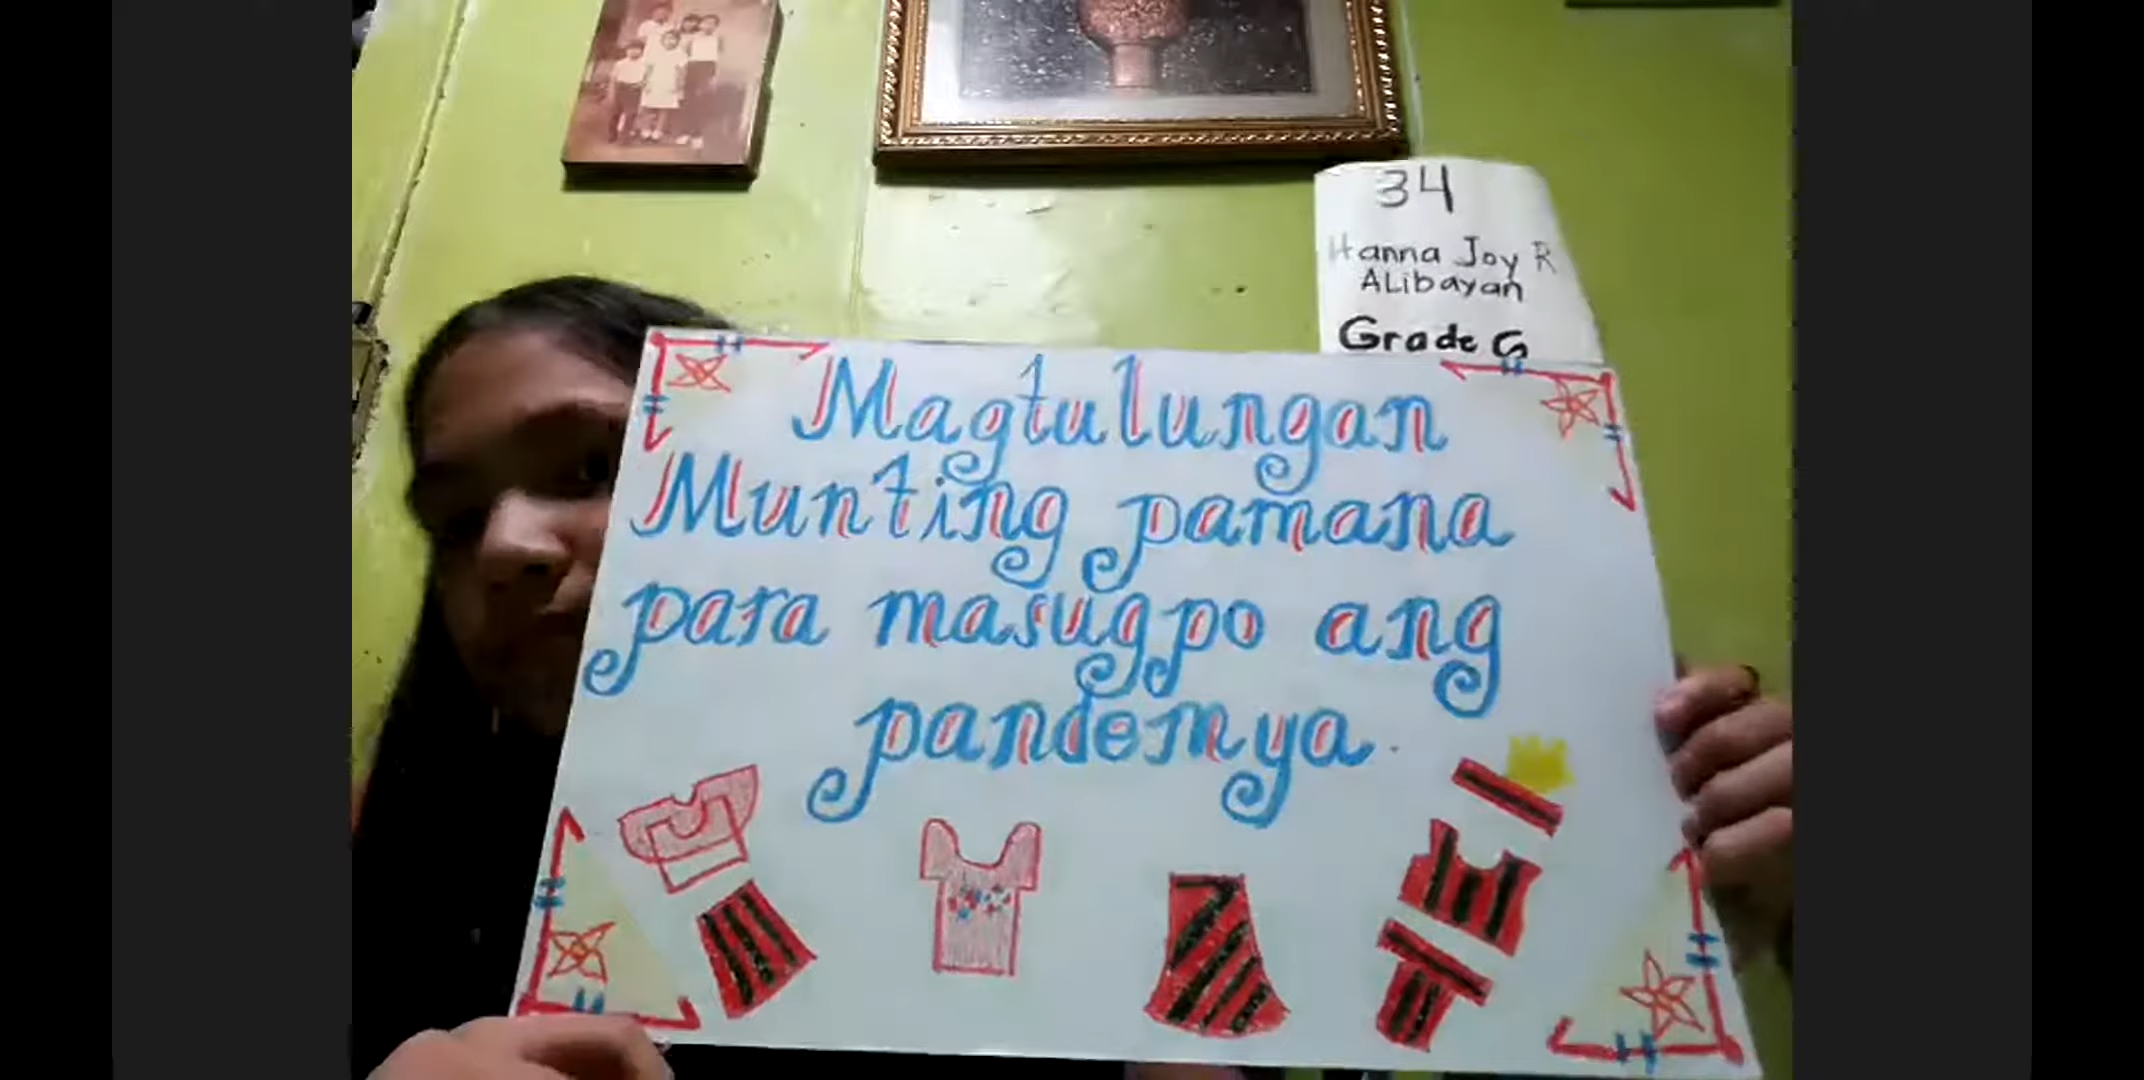 34
Hanna Joy R
ALibayan
Grade 6
Magtulungan
Munting pamana
para masugpo ang
pandemya.